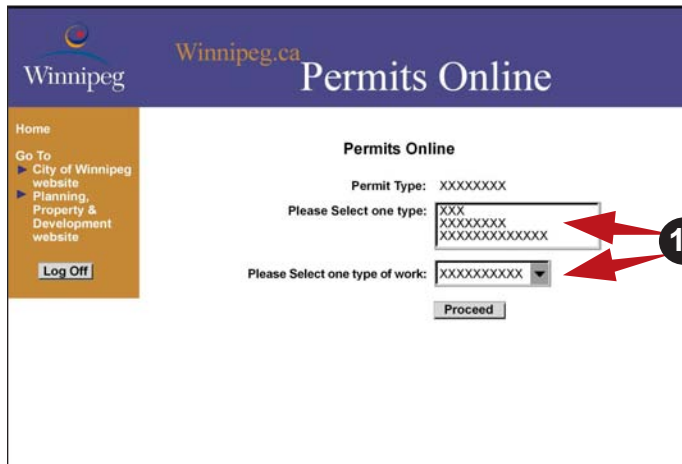 Winnipeg
Winnipeg.ca
Permits Online
Home
Go To
City of Winnipeg
website
Planning,
Property &
Development
website
Log Off
Permits Online
Permit Type: XXXXXXXX
Please Select one type: XXX
XXXXXXXX
XXXXXXXXXXXXX
1
Please Select one type of work: XXXXXXXXXX
Proceed